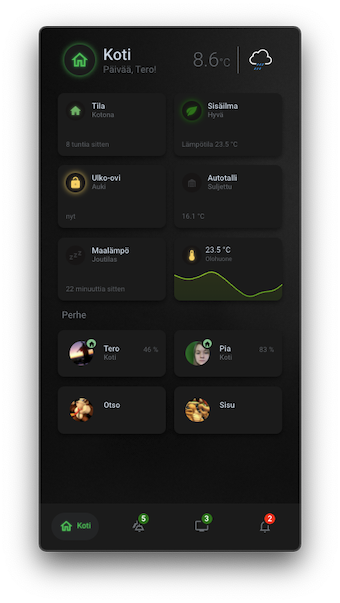 Koti
Päivää, Tero!
8.6°C
Tila
Kotona
8 tuntia sitten
Sisäilma
Hyvä
Lämpötila 23.5 °C
Ulko-ovi
Auki
nyt
Autotalli
Suljettu
16.1 °C
Maalämpö
Joutilas
22 minuuttia sitten
23.5 °C
Olohuone
Perhe
Tero
Koti
46 %
Pia
Koti
83 %
Otso
Sisu
Koti
5
3
2